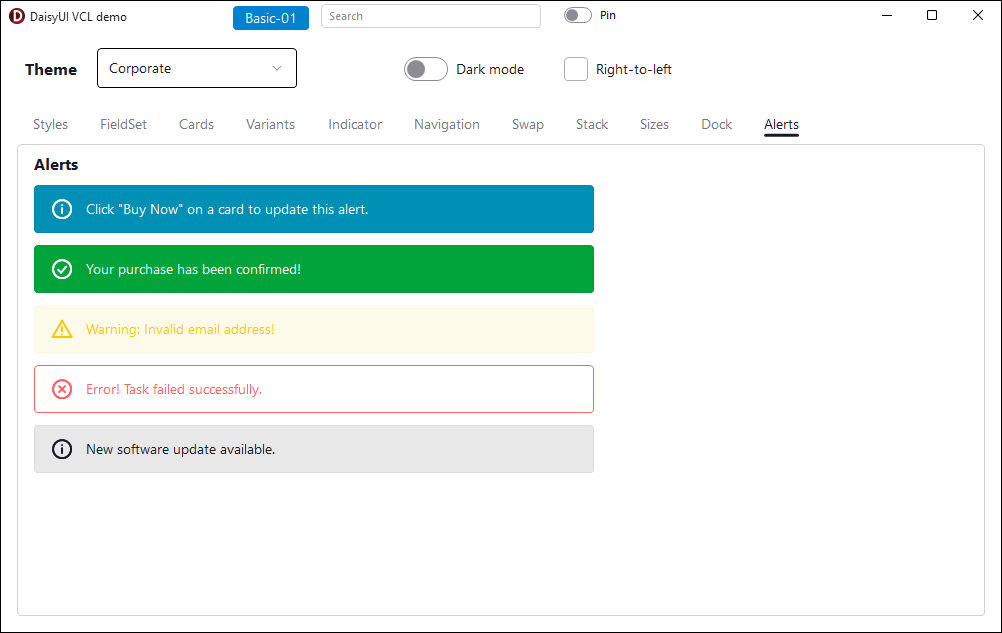 DaisyUI VCL demo Basic-01 Search Pin
Theme Corporate Dark mode Right-to-left
Styles FieldSet Cards Variants Indicator Navigation Swap Stack Sizes Dock Alerts
Alerts
Click "Buy Now" on a card to update this alert.
Your purchase has been confirmed!
Warning: Invalid email address!
Error! Task failed successfully.
New software update available.